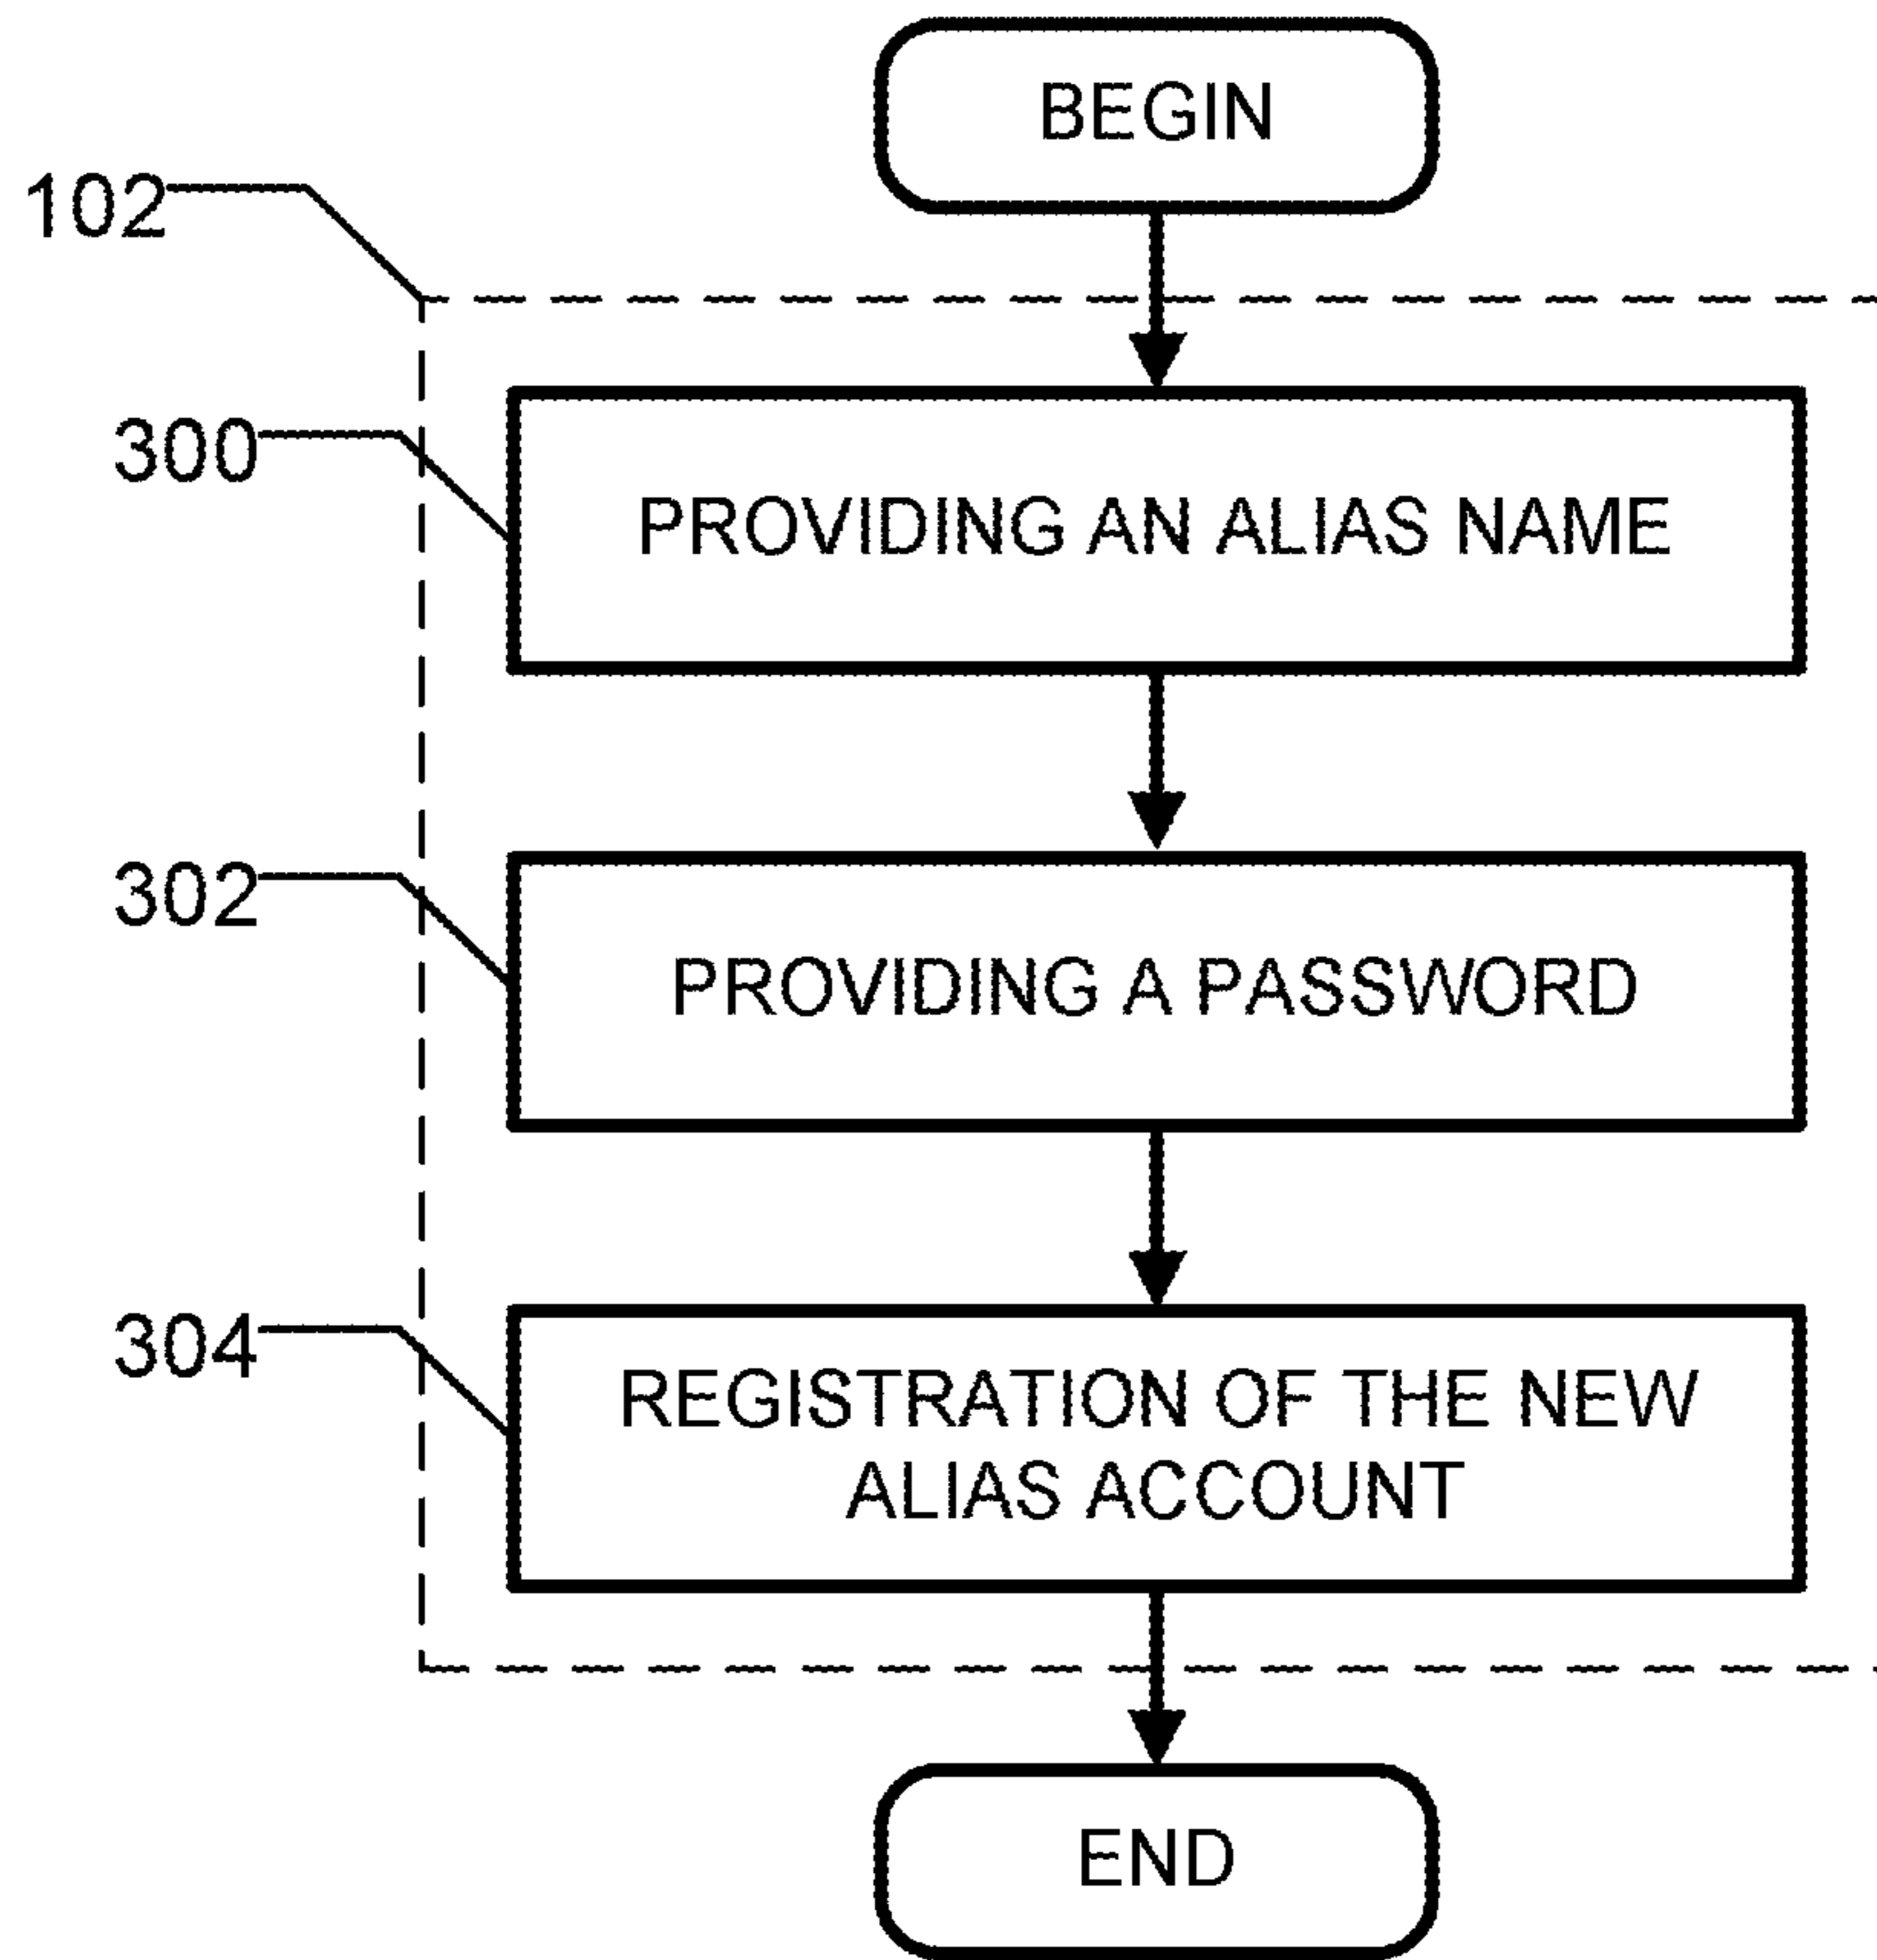 BEGIN
102
300
PROVIDING AN ALIAS NAME
302
PROVIDING A PASSWORD
304
REGISTRATION OF THE NEW
ALIAS ACCOUNT
END